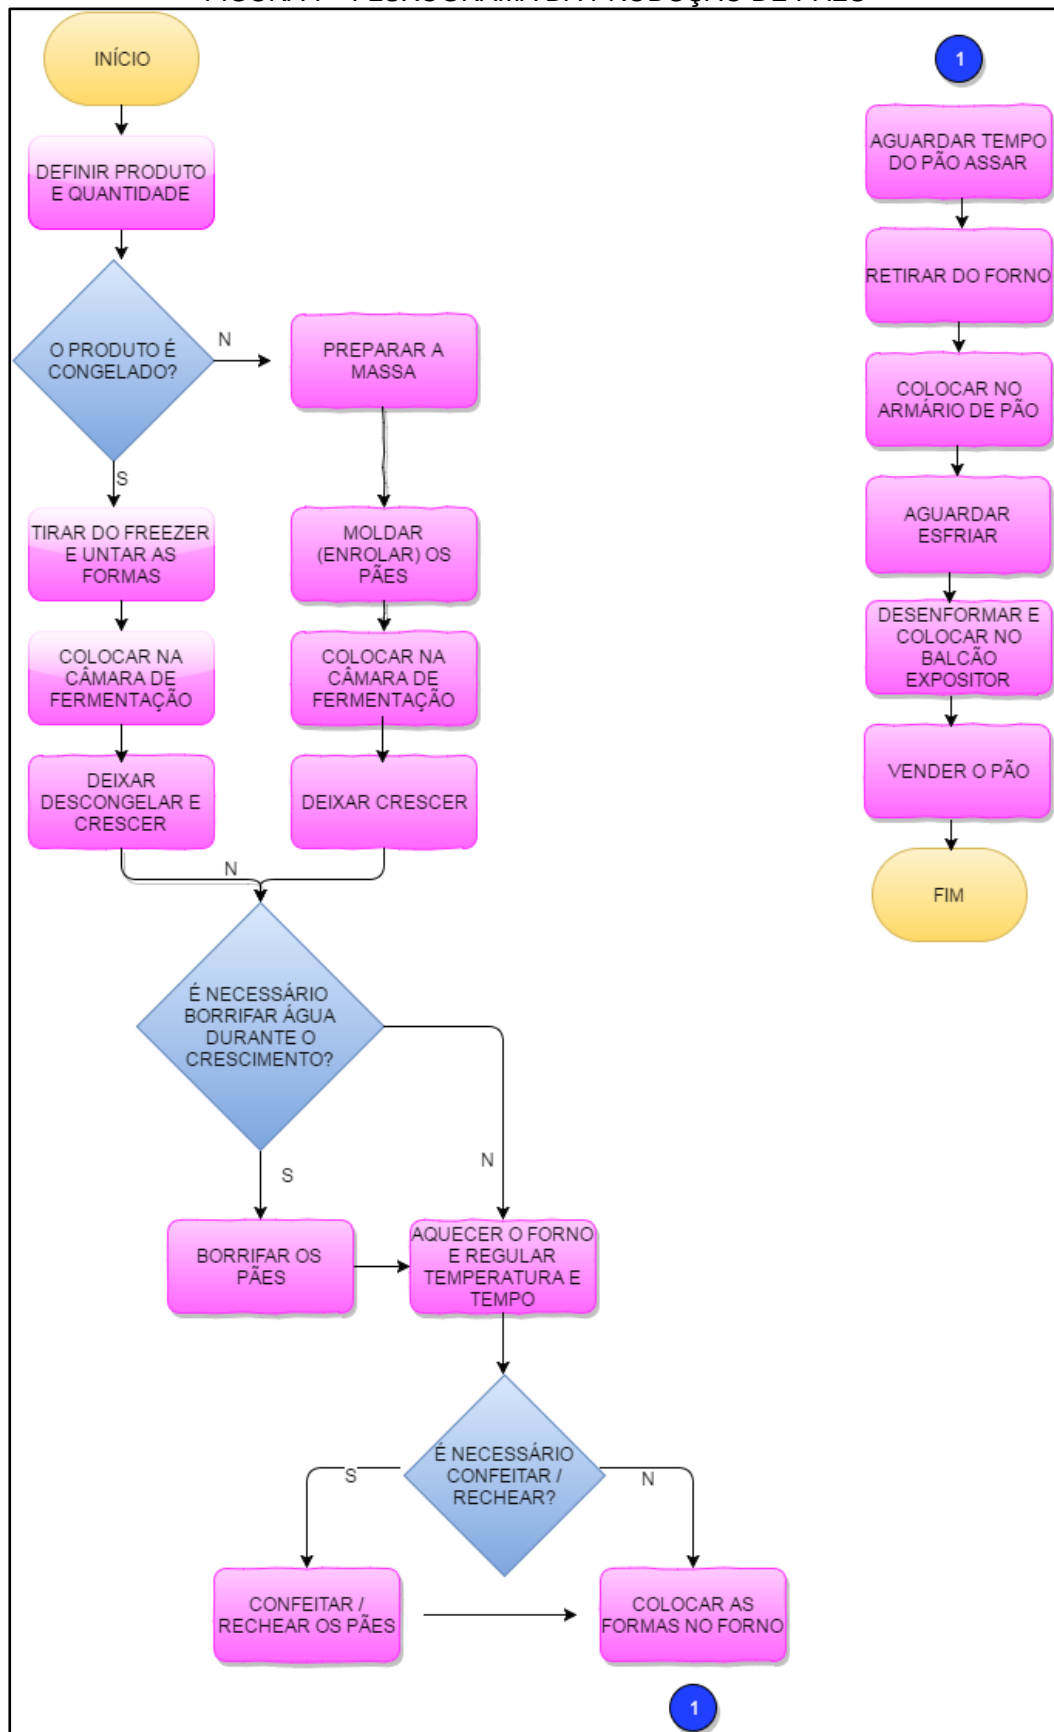 INÍCIO
DEFINIR PRODUTO
E QUANTIDADE
O PRODUTO É
CONGELADO?
N
PREPARAR A
MASSA
S
TIRAR DO FREEZER
E UNTAR AS
FORMAS
MOLDAR
(ENROLAR) OS
PÃES
COLOCAR NA
CÂMARA DE
FERMENTAÇÃO
COLOCAR NA
CÂMARA DE
FERMENTAÇÃO
DEIXAR
DESCONGELAR E
CRESCER
DEIXAR CRESCER
N
É NECESSÁRIO
BORRIFAR ÁGUA
DURANTE O
CRESCIMENTO?
S
N
BORRIFAR OS
PÃES
AQUECER O FORNO
E REGULAR
TEMPERATURA E
TEMPO
É NECESSÁRIO
CONFEITAR /
RECHEAR?
S
N
CONFEITAR /
RECHEAR OS PÃES
COLOCAR AS
FORMAS NO FORNO
1
1
AGUARDAR TEMPO
DO PÃO ASSAR
RETIRAR DO FORNO
COLOCAR NO
ARMÁRIO DE PÃO
AGUARDAR
ESFRIAR
DESENFORMAR E
COLOCAR NO
BALCÃO
EXPOSITOR
VENDER O PÃO
FIM